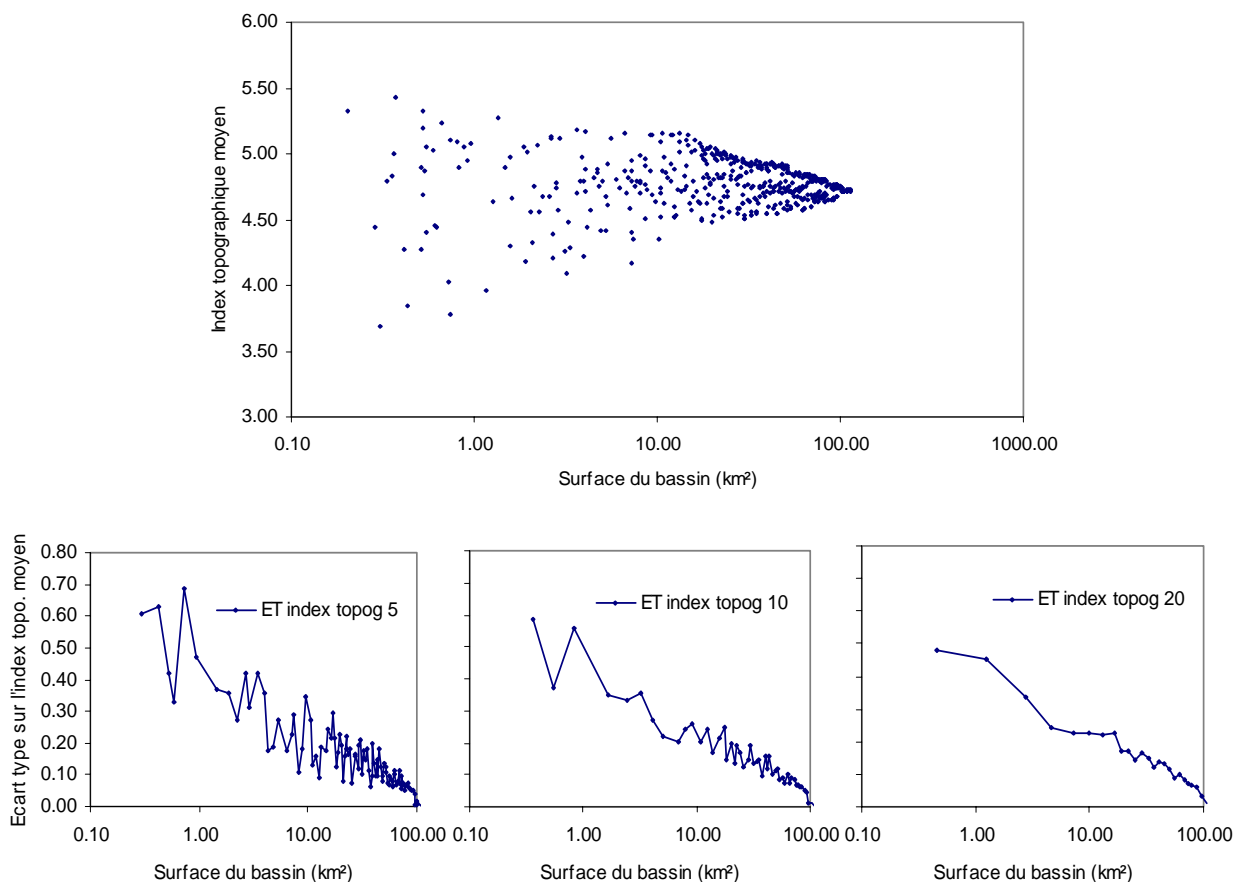 6.00
5.50
5.00
4.50
4.00
3.50
3.00
Index topographique moyen
0.10 1.00 10.00 100.00 1000.00
Surface du bassin (km²)
0.80
0.70
0.60
0.50
0.40
0.30
0.20
0.10
0.00
Ecart type sur l'index topo. moyen
ET index topog 5
0.10 1.00 10.00 100.00
Surface du bassin (km²)
ET index topog 10
0.10 1.00 10.00 100.00
Surface du bassin (km²)
ET index topog 20
0.10 1.00 10.00 100.00
Surface du bassin (km²)